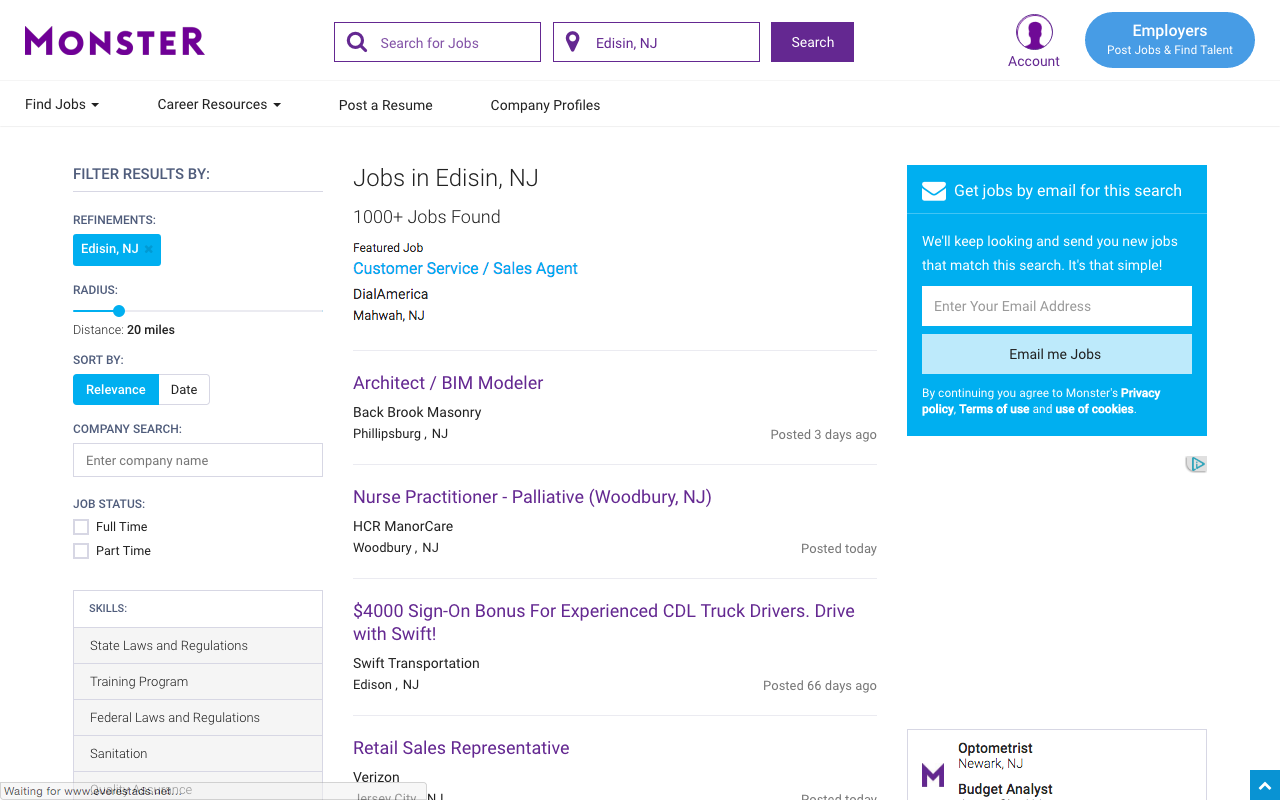 MONSTER
Search for Jobs
Edisin, NJ
Search
Account
Employers
Post Jobs & Find Talent
Find Jobs
Career Resources
Post a Resume
Company Profiles
FILTER RESULTS BY:
REFINEMENTS:
Edisin, NJ ×
RADIUS:
Distance: 20 miles
SORT BY:
Relevance
Date
COMPANY SEARCH:
Enter company name
JOB STATUS:
Full Time
Part Time
SKILLS:
State Laws and Regulations
Training Program
Federal Laws and Regulations
Sanitation
Quality Assurance
Waiting for www.everestads.net...
Jobs in Edisin, NJ
1000+ Jobs Found
Featured Job
Customer Service / Sales Agent
DialAmerica
Mahwah, NJ
Architect / BIM Modeler
Back Brook Masonry
Phillipsburg , NJ
Posted 3 days ago
Nurse Practitioner - Palliative (Woodbury, NJ)
HCR ManorCare
Woodbury , NJ
Posted today
$4000 Sign-On Bonus For Experienced CDL Truck Drivers. Drive
with Swift!
Swift Transportation
Edison , NJ
Posted 66 days ago
Retail Sales Representative
Verizon
Jersey City NJ
Posted today
Get jobs by email for this search
We'll keep looking and send you new jobs
that match this search. It's that simple!
Enter Your Email Address
Email me Jobs
By continuing you agree to Monster's Privacy
policy, Terms of use and use of cookies.
Optometrist
Newark, NJ
Budget Analyst